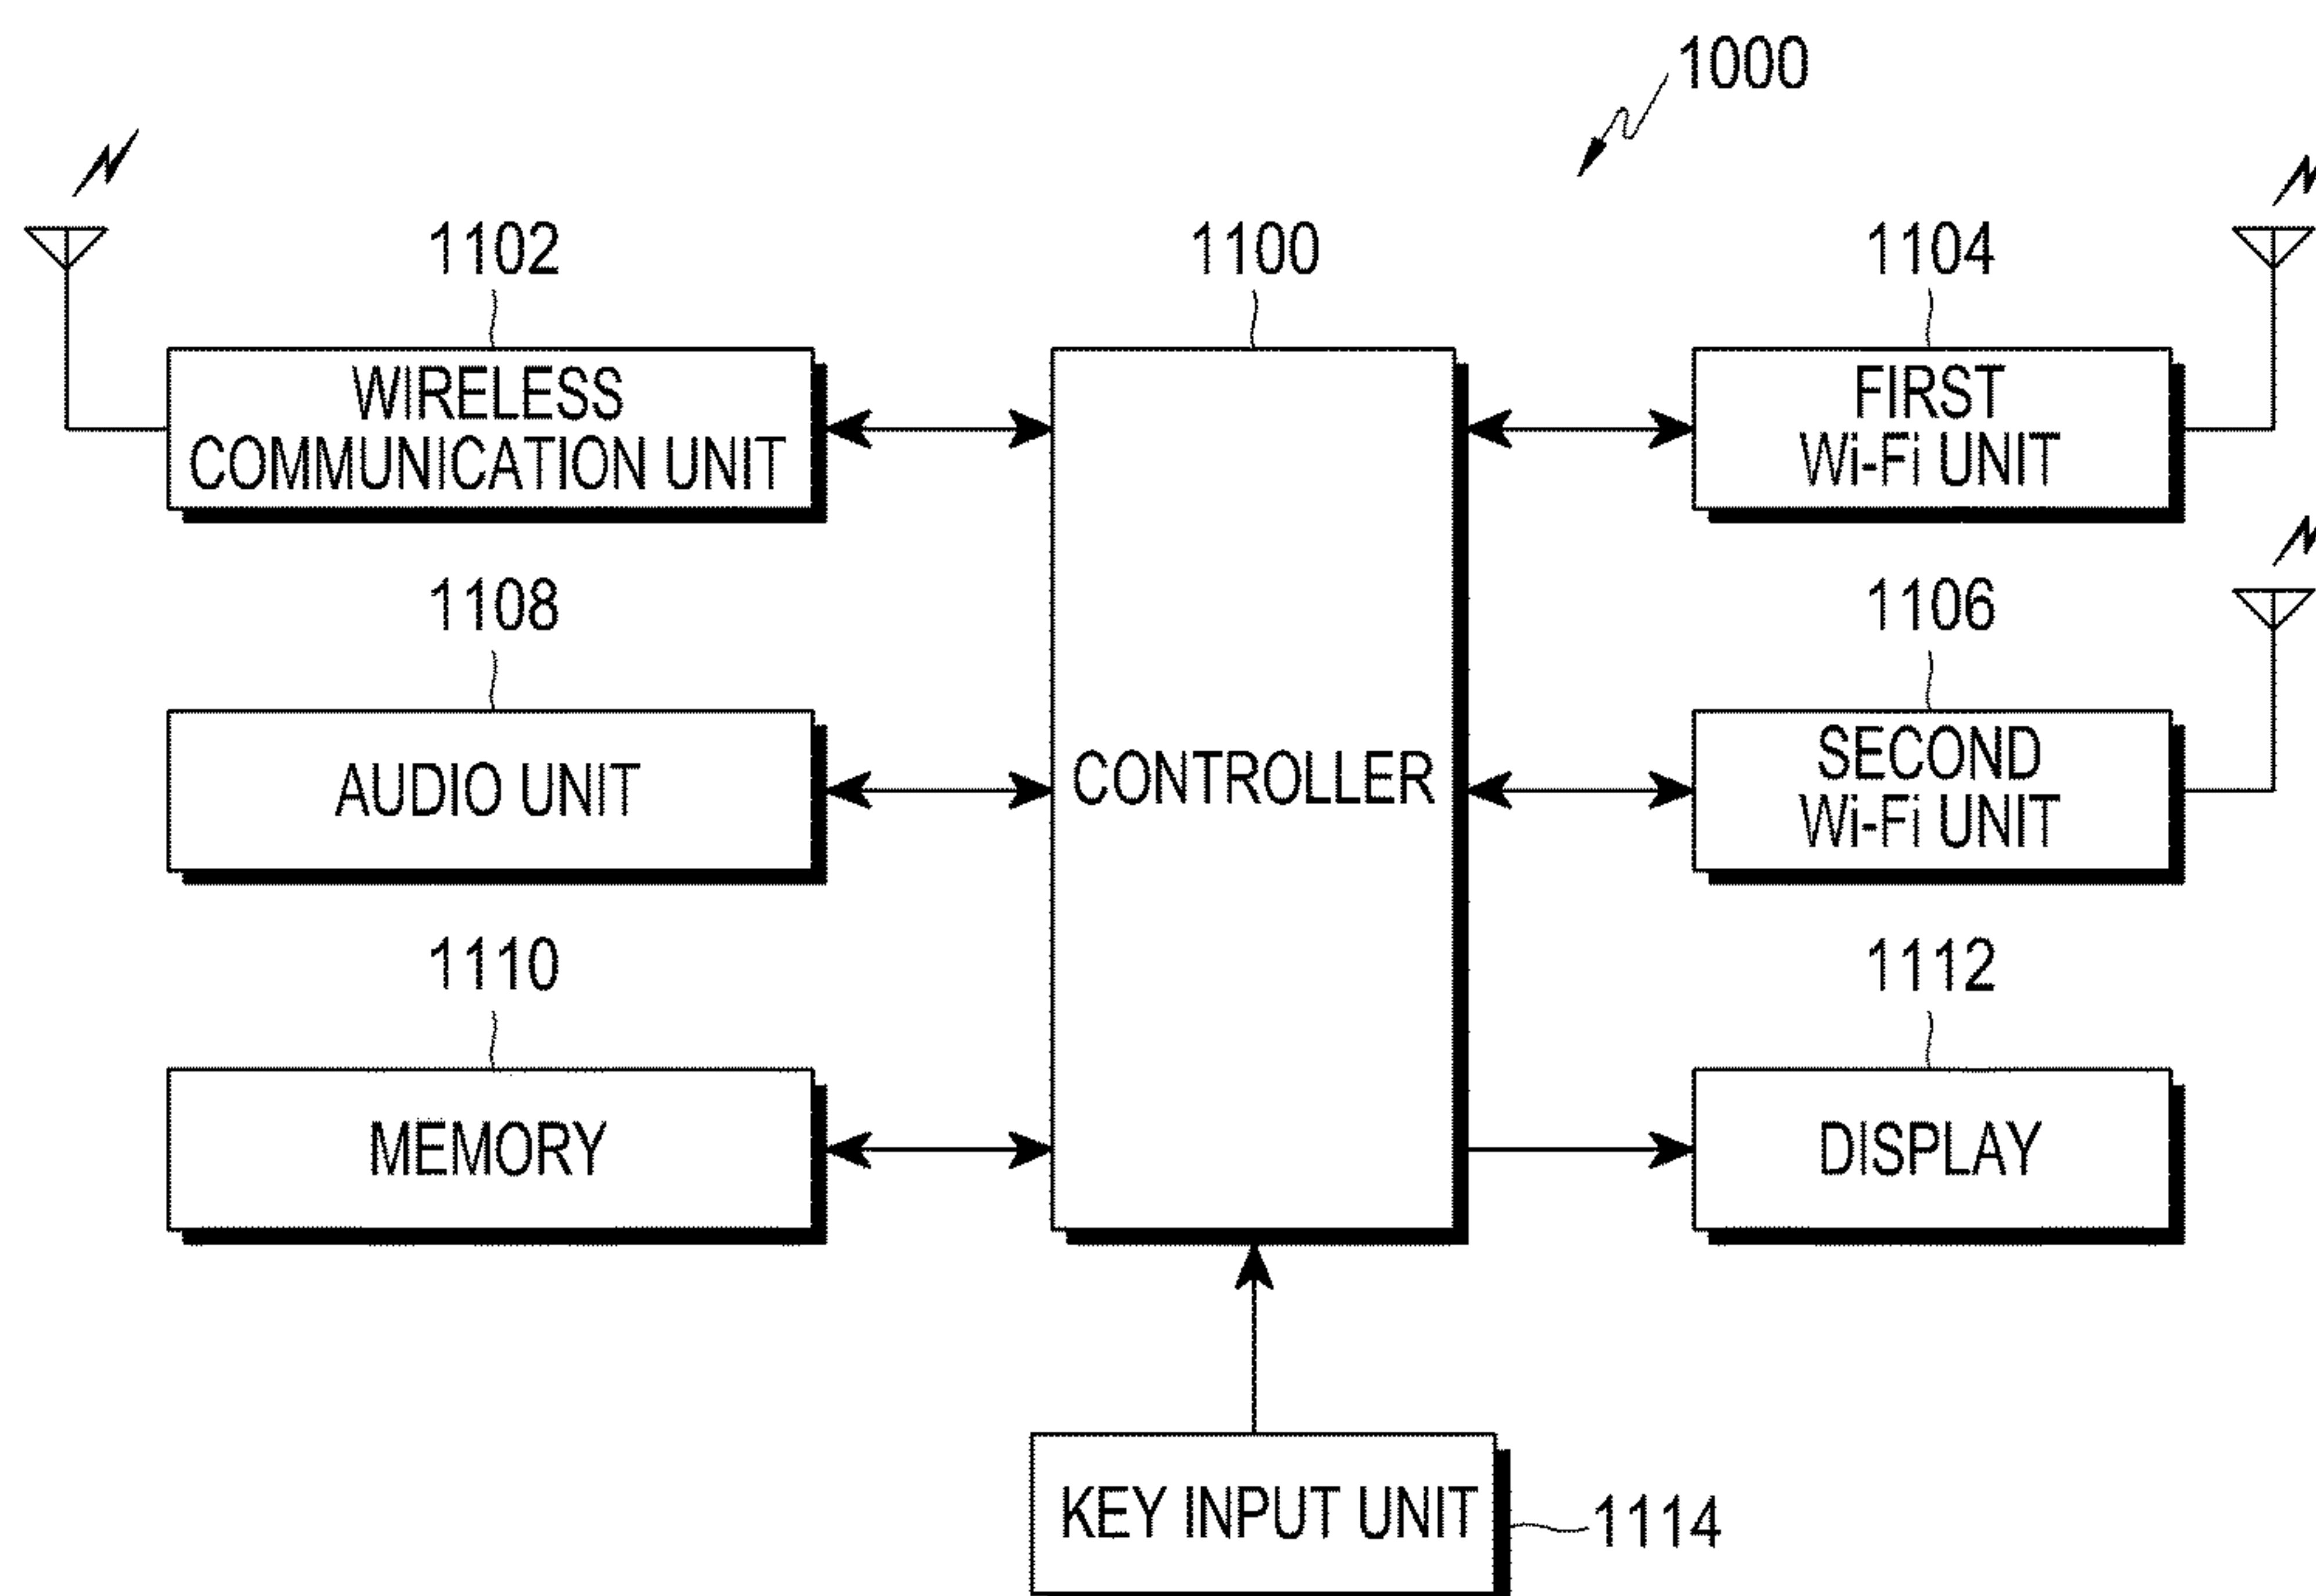 1000
1102
1100
1104
WIRELESS
COMMUNICATION UNIT
FIRST
Wi-Fi UNIT
1108
1106
AUDIO UNIT
CONTROLLER
SECOND
Wi-Fi UNIT
1110
1112
MEMORY
DISPLAY
KEY INPUT UNIT
1114